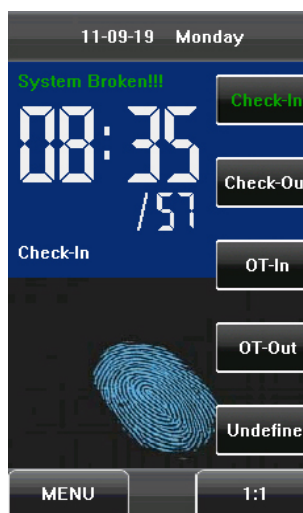 11-09-19 Monday
System Broken!!!
Check-In
08:35
Check-Ou
/57
Check-In
OT-In
OT-Out
Undefine
MENU
1:1